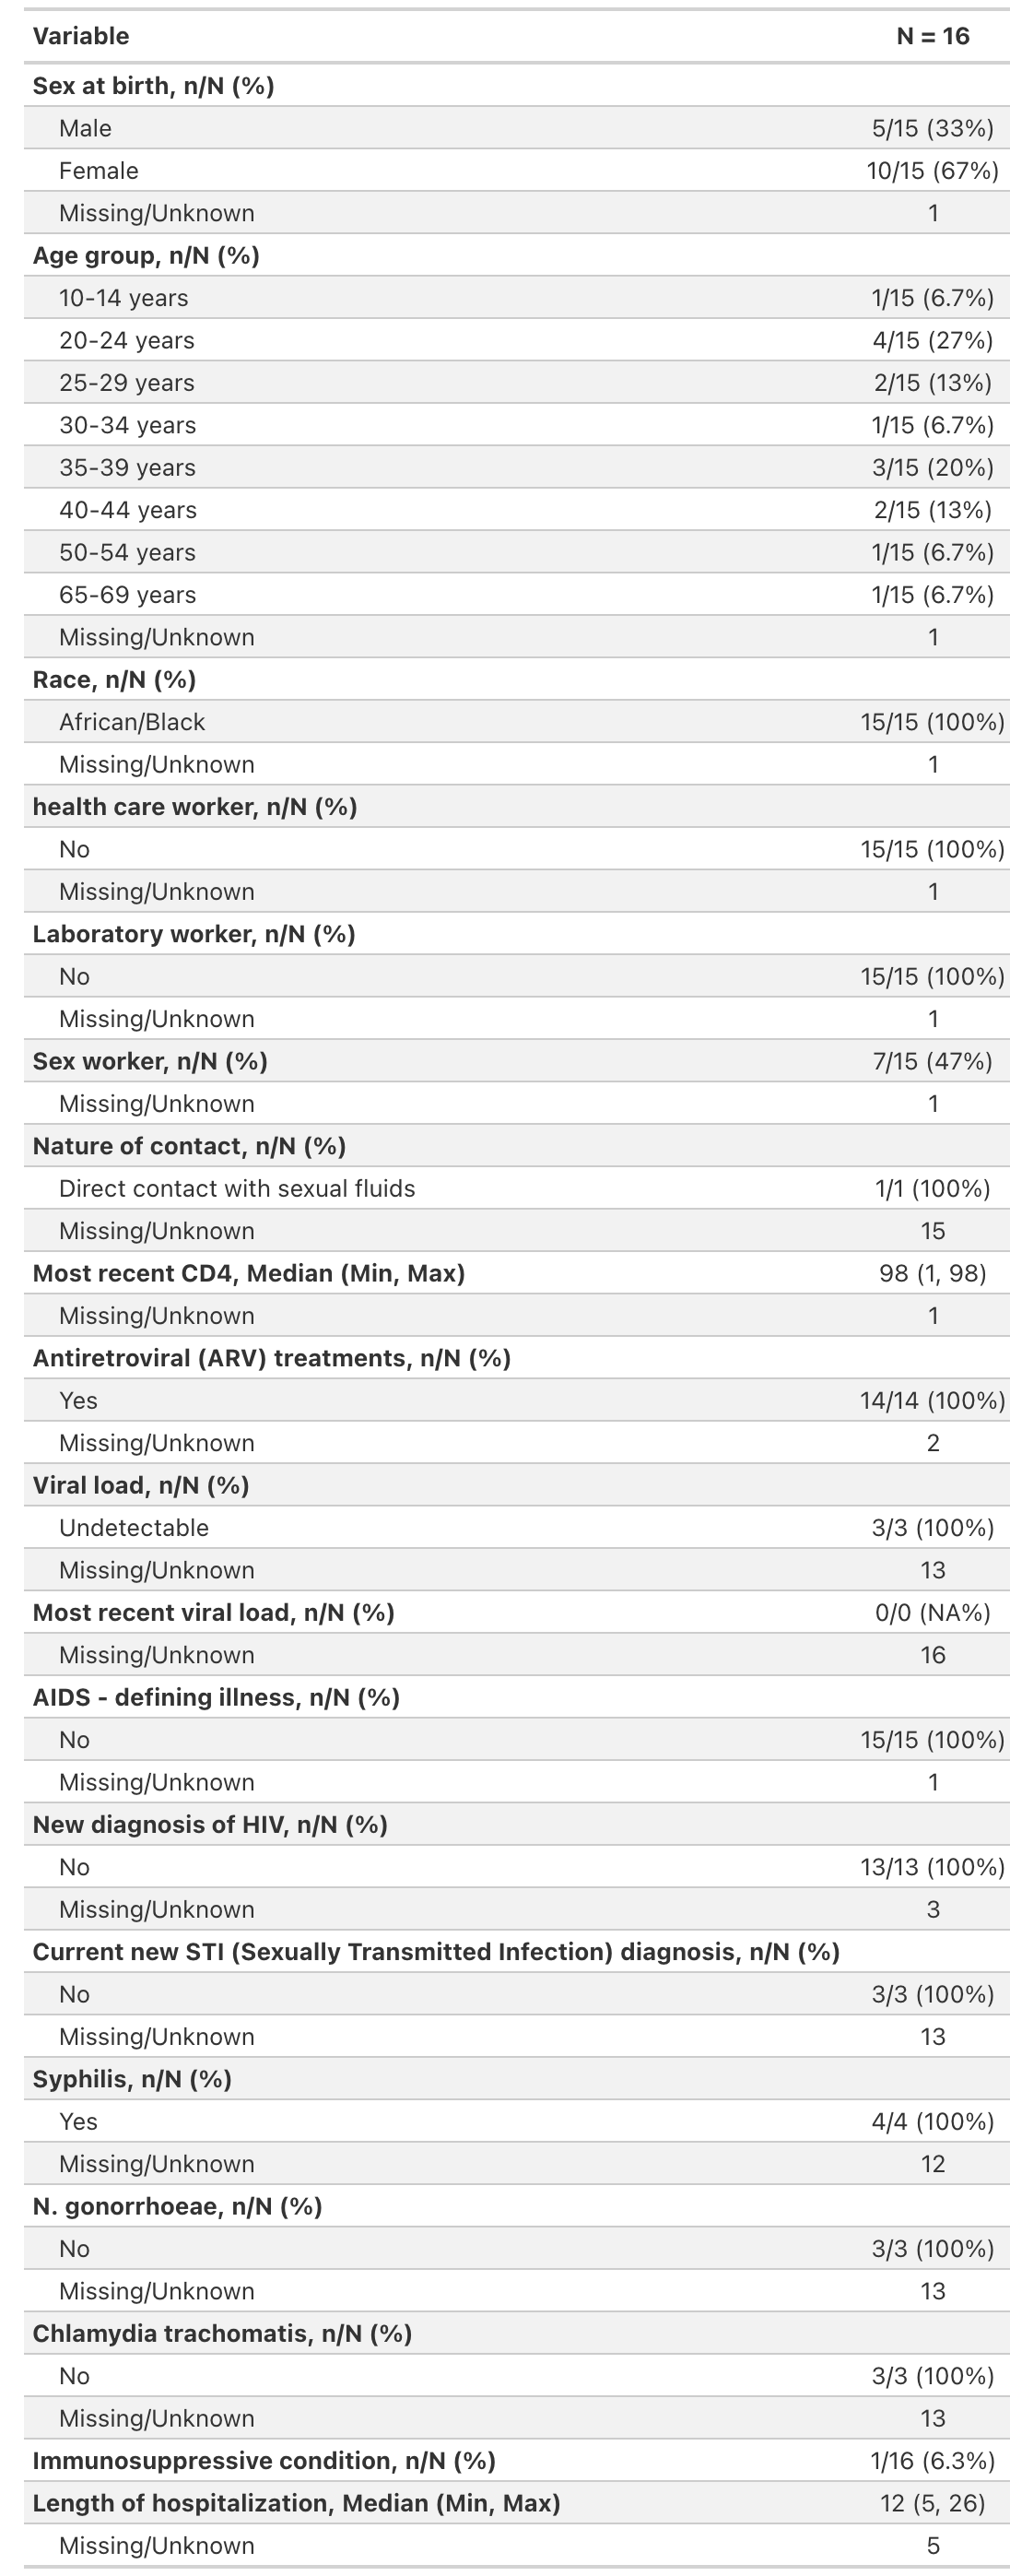 Variable N = 16
Sex at birth, n/N (%)
Male 5/15 (33%)
Female 10/15 (67%)
Missing/Unknown 1
Age group, n/N (%)
10-14 years 1/15 (6.7%)
20-24 years 4/15 (27%)
25-29 years 2/15 (13%)
30-34 years 1/15 (6.7%)
35-39 years 3/15 (20%)
40-44 years 2/15 (13%)
50-54 years 1/15 (6.7%)
65-69 years 1/15 (6.7%)
Missing/Unknown 1
Race, n/N (%)
African/Black 15/15 (100%)
Missing/Unknown 1
health care worker, n/N (%)
No 15/15 (100%)
Missing/Unknown 1
Laboratory worker, n/N (%)
No 15/15 (100%)
Missing/Unknown 1
Sex worker, n/N (%) 7/15 (47%)
Missing/Unknown 1
Nature of contact, n/N (%)
Direct contact with sexual fluids 1/1 (100%)
Missing/Unknown 15
Most recent CD4, Median (Min, Max) 98 (1, 98)
Missing/Unknown 1
Antiretroviral (ARV) treatments, n/N (%)
Yes 14/14 (100%)
Missing/Unknown 2
Viral load, n/N (%)
Undetectable 3/3 (100%)
Missing/Unknown 13
Most recent viral load, n/N (%) 0/0 (NA%)
Missing/Unknown 16
AIDS - defining illness, n/N (%)
No 15/15 (100%)
Missing/Unknown 1
New diagnosis of HIV, n/N (%)
No 13/13 (100%)
Missing/Unknown 3
Current new STI (Sexually Transmitted Infection) diagnosis, n/N (%)
No 3/3 (100%)
Missing/Unknown 13
Syphilis, n/N (%)
Yes 4/4 (100%)
Missing/Unknown 12
N. gonorrhoeae, n/N (%)
No 3/3 (100%)
Missing/Unknown 13
Chlamydia trachomatis, n/N (%)
No 3/3 (100%)
Missing/Unknown 13
Immunosuppressive condition, n/N (%) 1/16 (6.3%)
Length of hospitalization, Median (Min, Max) 12 (5, 26)
Missing/Unknown 5